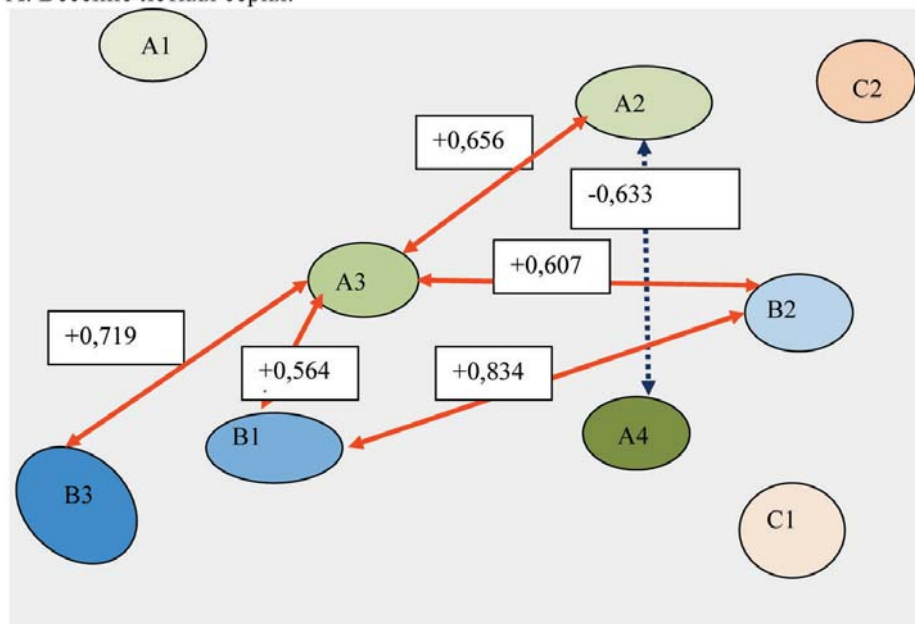 A1
A2
C2
+0,656
-0,633
+0,607
A3
B2
+0,719
+0,564
+0,834
B1
A4
B3
C1